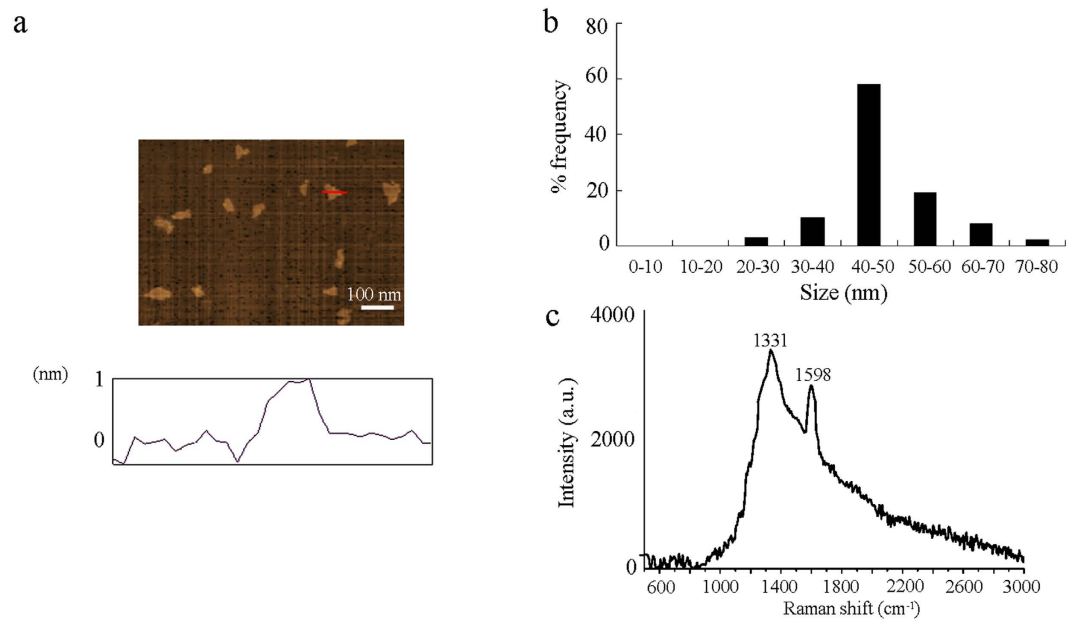 a
100 nm
(nm)
1
0
b
80
60
40
20
0
% frequency
0-10 10-20 20-30 30-40 40-50 50-60 60-70 70-80
Size (nm)
c
4000
2000
0
Intensity (a.u.)
1331
1598
600 1000 1400 1800 2200 2600 3000
Raman shift (cm⁻¹)